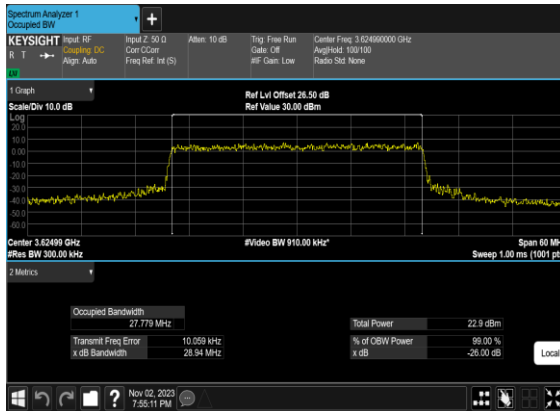 Spectrum Analyzer 1
Occupied BW
KEYSIGHT Input: RF Input Z: 50 Ω Atten: 10 dB Trig: Free Run Center Freq: 3.624990000 GHz
R T Coupling: DC Corr CCorr Gate: Off Avg|Hold: 100/100
Align: Auto Freq Ref: Int (S) #IF Gain: Low Radio Std: None
1 Graph
Ref Lvl Offset 26.50 dB
Scale/Div 10.0 dB Ref Value 30.00 dBm
Log
20.0
10.0
0.00
-10.0
-20.0
-30.0
-40.0
-50.0
-60.0
Center 3.62499 GHz #Video BW 910.00 kHz* Span 60 MH
#Res BW 300.00 kHz Sweep 1.00 ms (1001 pts
2 Metrics
Occupied Bandwidth
27.779 MHz Total Power 22.9 dBm
Transmit Freq Error 10.059 kHz % of OBW Power 99.00 %
x dB Bandwidth 28.94 MHz x dB -26.00 dB
Local
? Nov 02, 2023
7:55:11 PM